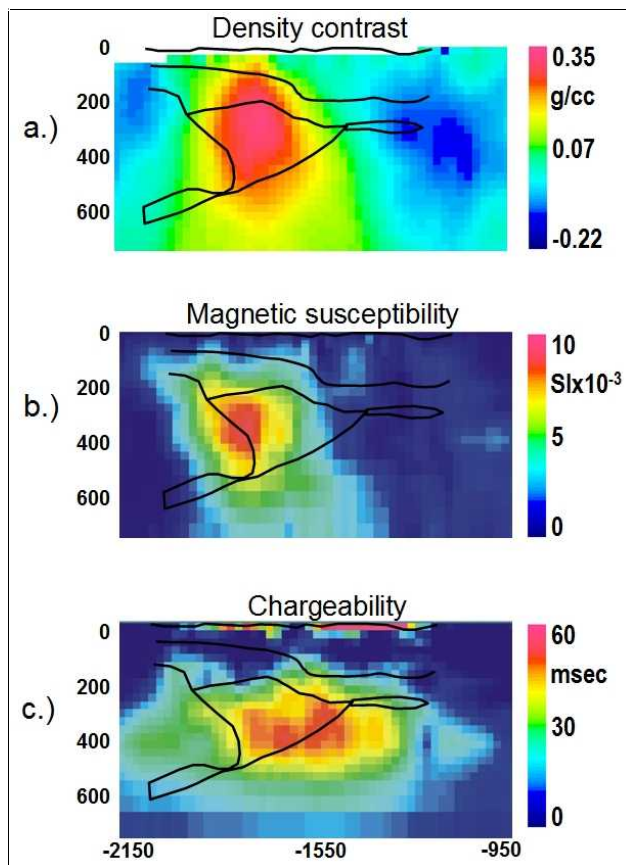 Density contrast
a.)
0
200
400
600
0.35
g/cc
0.07
-0.22
Magnetic susceptibility
b.)
0
200
400
600
10
SIx10⁻³
5
0
Chargeability
c.)
0
200
400
600
60
msec
30
0
-2150 -1550 -950